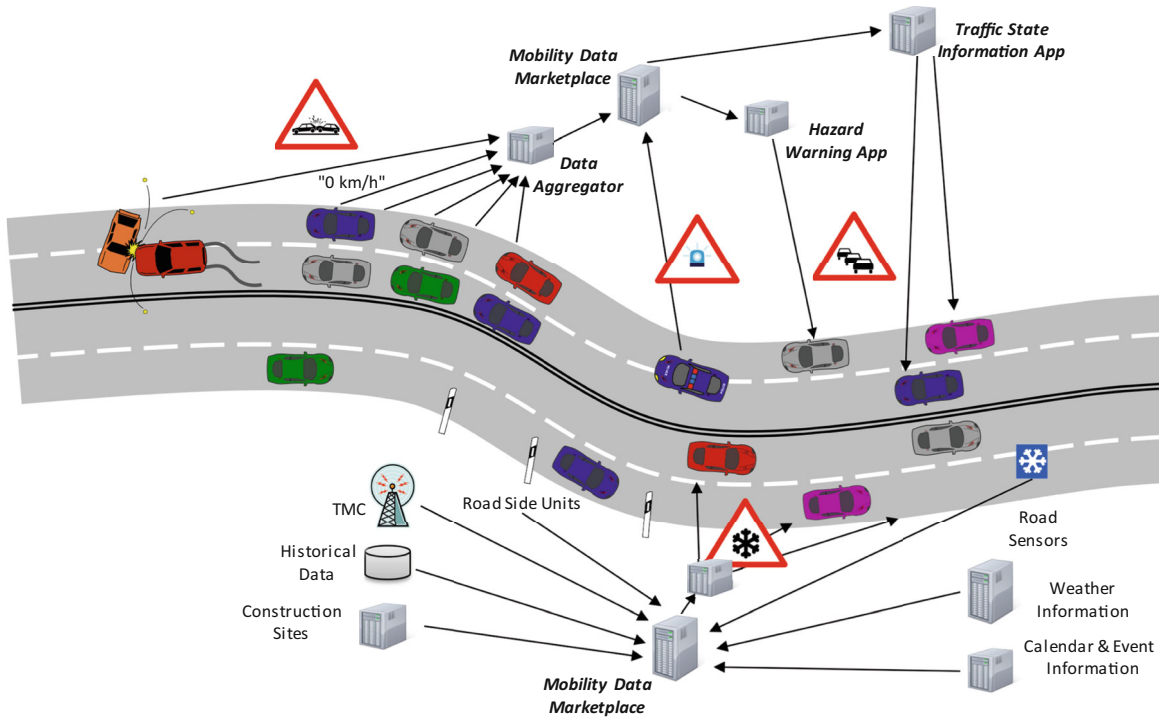 Traffic State
Information App
Mobility Data
Marketplace
Hazard
Warning App
Data
Aggregator
"0 km/h"
TMC
Road Side Units
Road
Sensors
Historical
Data
Weather
Information
Construction
Sites
Calendar & Event
Information
Mobility Data
Marketplace